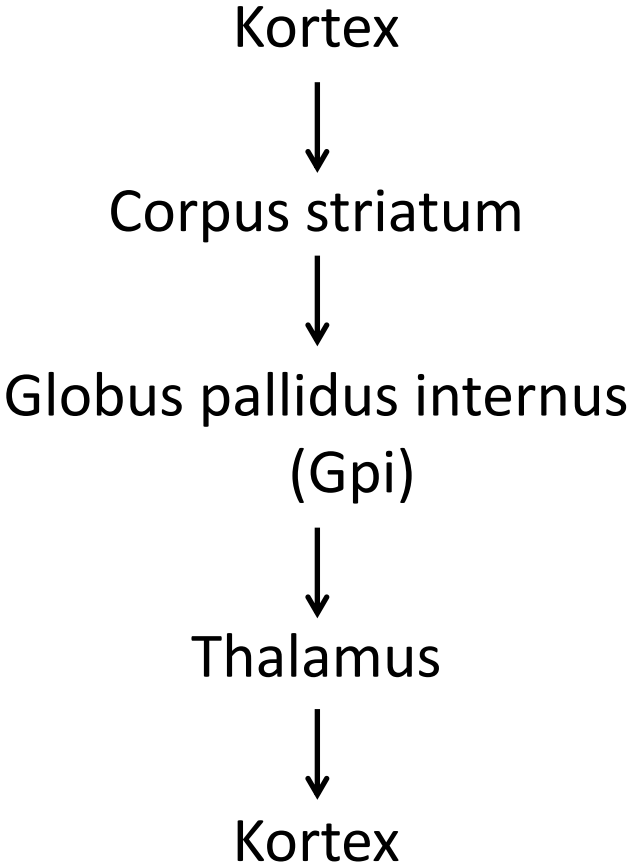 Kortex
Corpus striatum
Globus pallidus internus
(Gpi)
Thalamus
Kortex